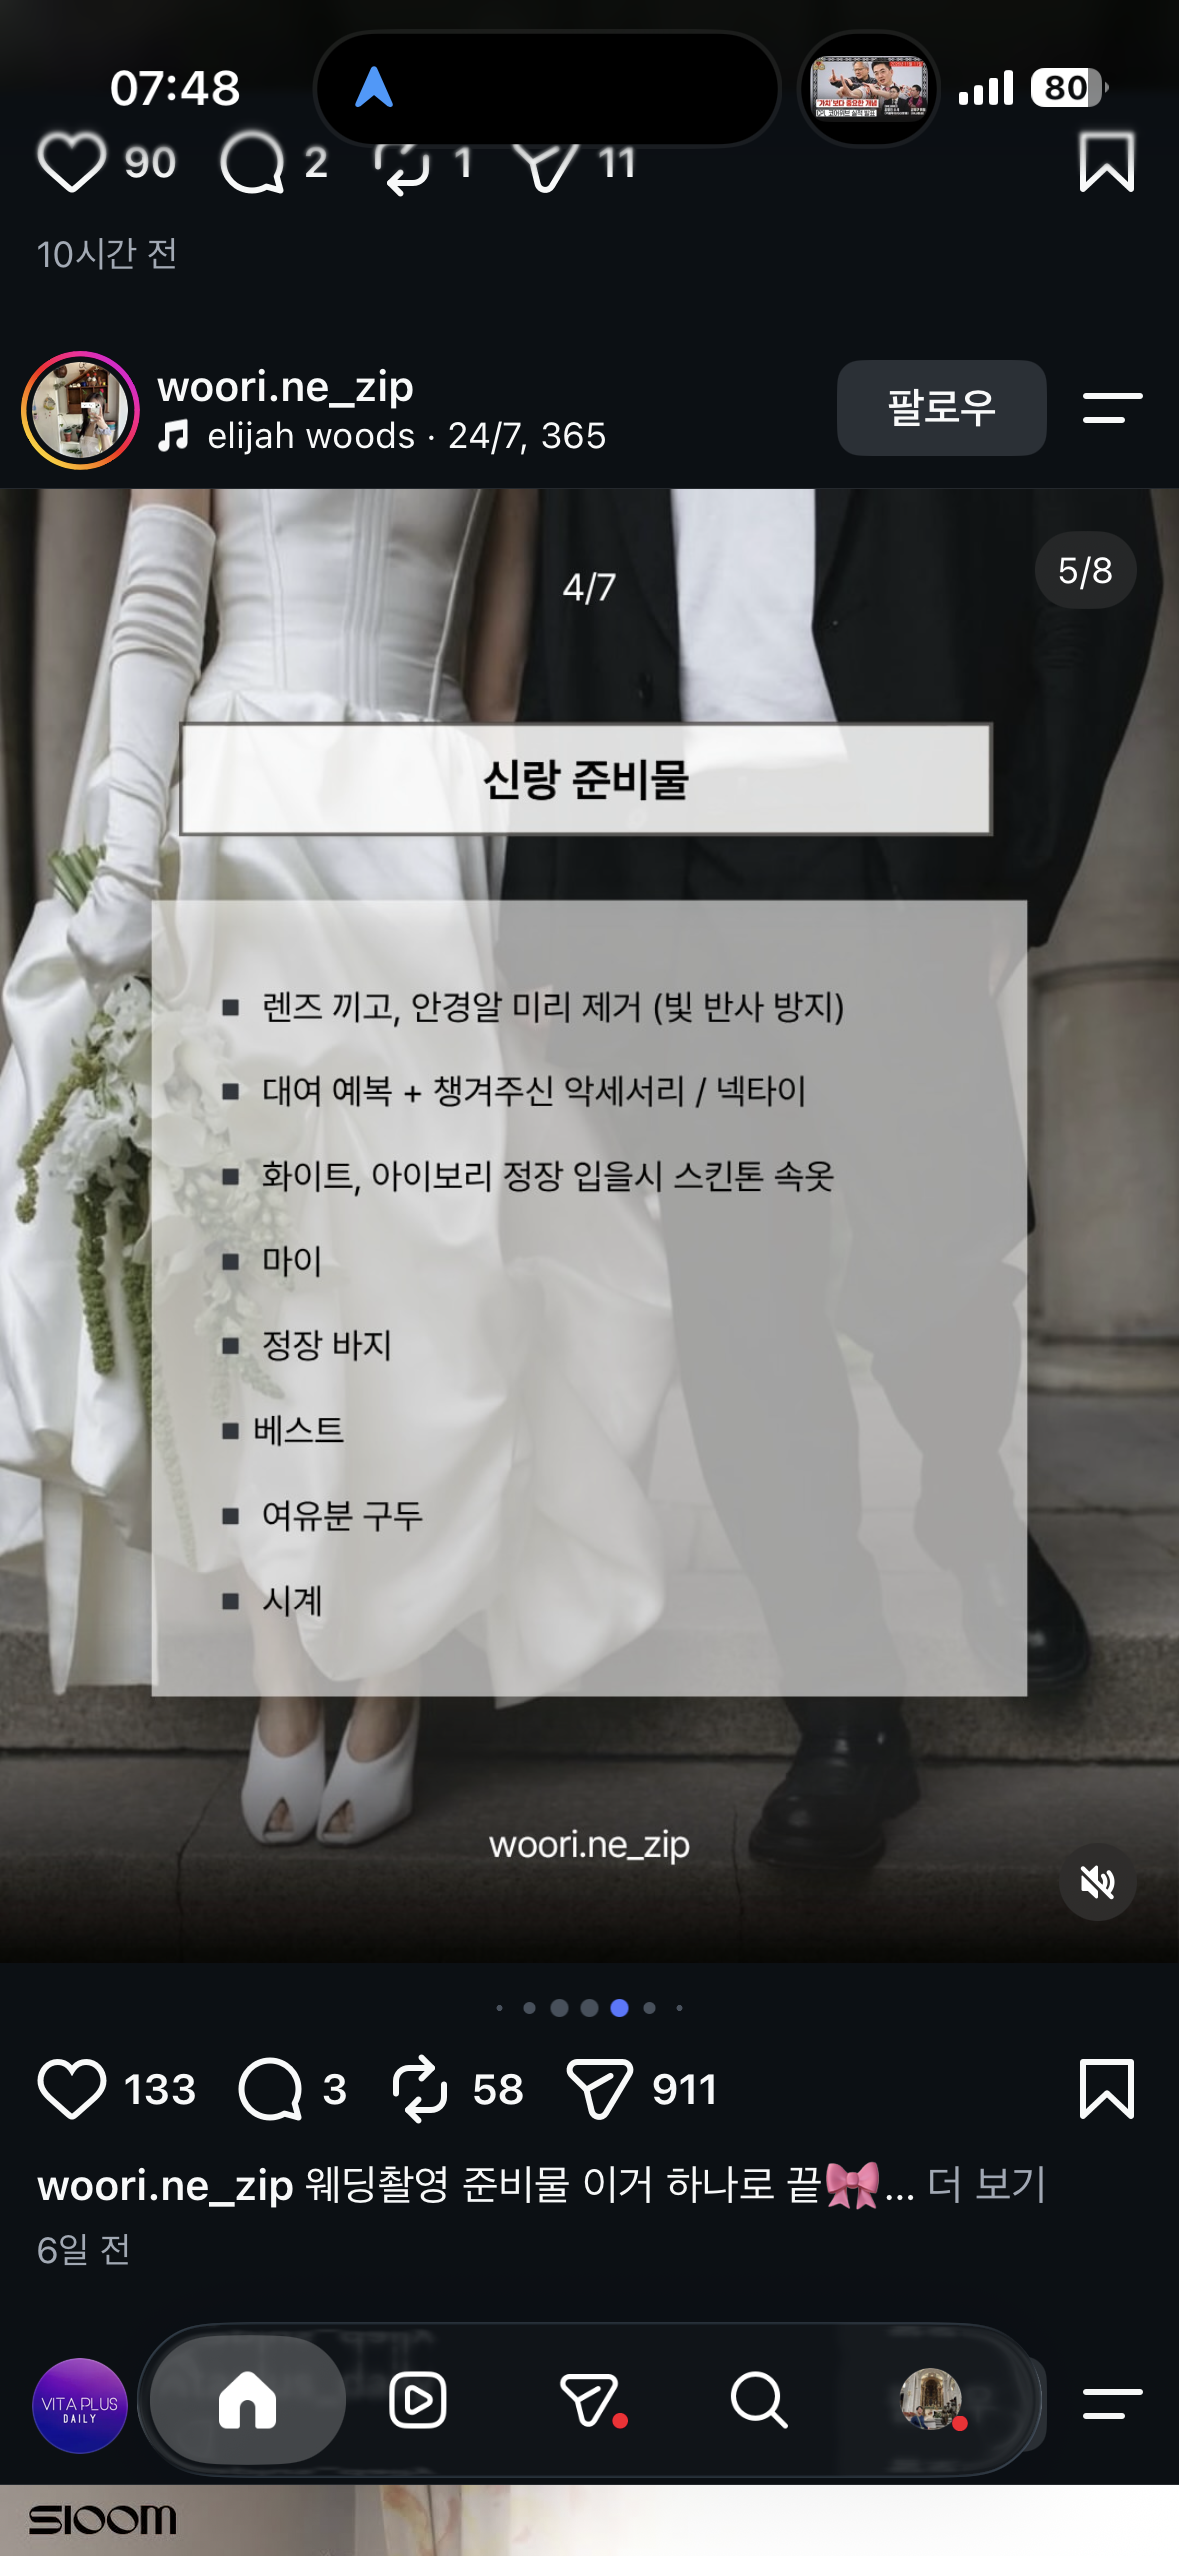 07:48
80
90
2
1
11
10시간 전
woori.ne_zip
elijah woods · 24/7, 365
팔로우
5/8
4/7
신랑 준비물
■ 렌즈 끼고, 안경알 미리 제거 (빛 반사 방지)
■ 대여 예복 + 챙겨주신 악세서리 / 넥타이
■ 화이트, 아이보리 정장 입을시 스킨톤 속옷
■ 마이
■ 정장 바지
■ 베스트
■ 여유분 구두
■ 시계
woori.ne_zip
133
3
58
911
woori.ne_zip 웨딩촬영 준비물 이거 하나로 끝🎀... 더 보기
6일 전
VITA PLUS
DAILY
SIOOM